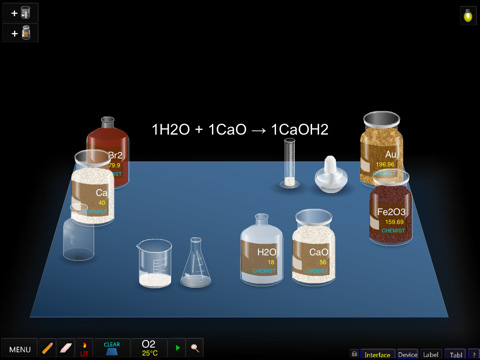 +
+
1H2O + 1CaO → 1CaOH2
Br2
79.9
CHEMIST
Au
196.96
CHEMIST
Ca
40
CHEMIST
Fe2O3
159.69
CHEMIST
H2O
18
CHEMIST
CaO
56
CHEMIST
MENU
LIT
CLEAR
O2
25°C
Interface
Device
Label
Tabl
?